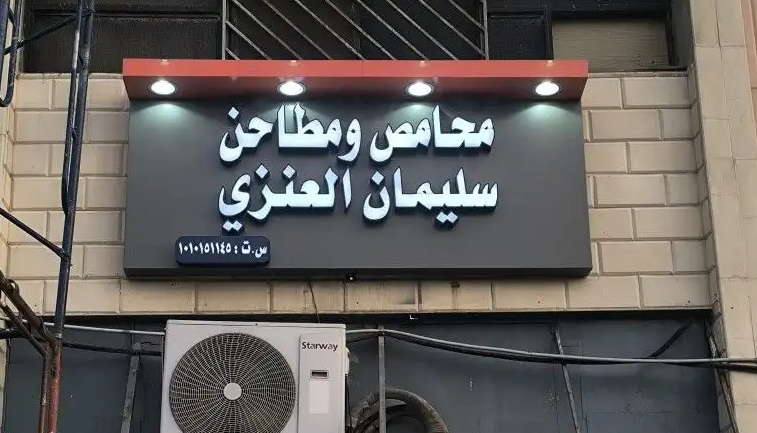 محامص ومطاحن
سليمان العنزي
س.ت : ١٠١٠١٥١١٤٥
Starway